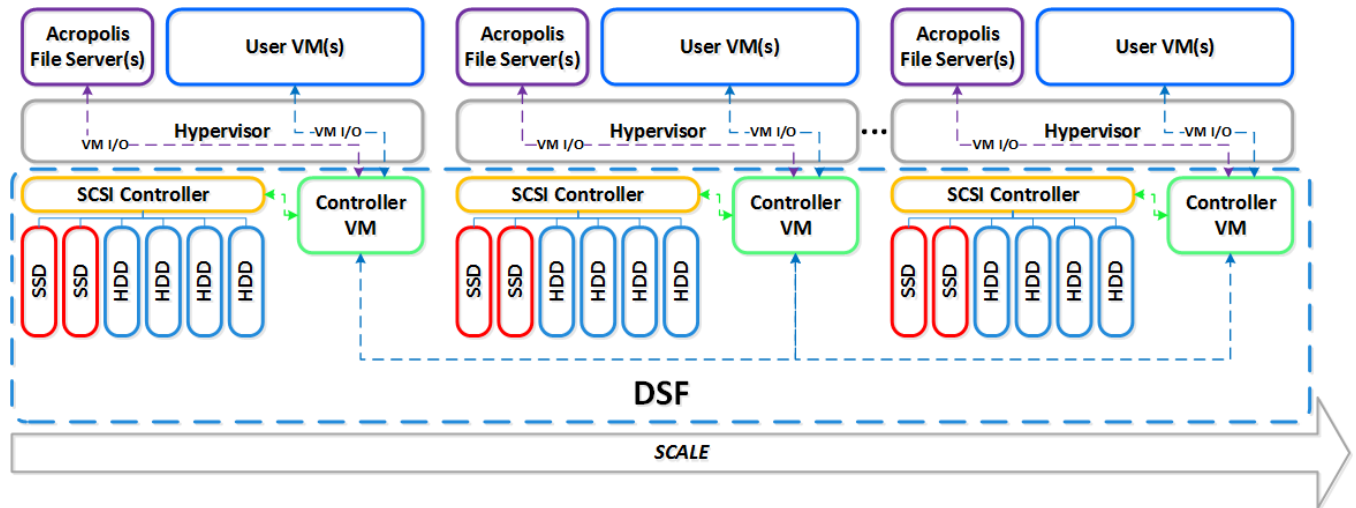 Acropolis
File Server(s)
User VM(s)
Acropolis
File Server(s)
User VM(s)
Acropolis
File Server(s)
User VM(s)
Hypervisor
VM I/O
VM I/O
Hypervisor
VM I/O
VM I/O
...
Hypervisor
VM I/O
VM I/O
SCSI Controller
Controller
VM
SSD
SSD
HDD
HDD
HDD
HDD
SCSI Controller
Controller
VM
SSD
SSD
HDD
HDD
HDD
HDD
SCSI Controller
Controller
VM
SSD
SSD
HDD
HDD
HDD
HDD
DSF
SCALE